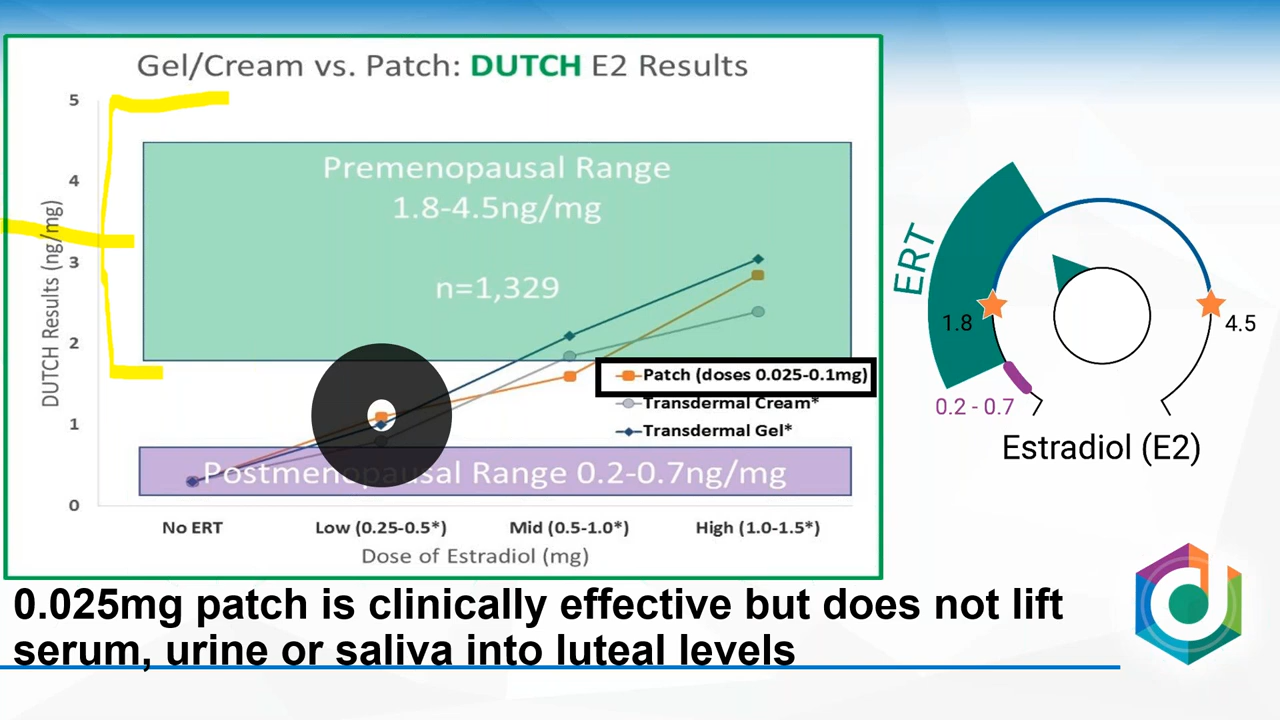 Gel/Cream vs. Patch: DUTCH E2 Results
5
4
3
2
1
0
DUTCH Results (ng/mg)
Premenopausal Range
1.8-4.5ng/mg
n=1,329
Patch (doses 0.025-0.1mg)
Transdermal Cream*
Transdermal Gel*
Postmenopausal Range 0.2-0.7ng/mg
No ERT
Low (0.25-0.5*)
Mid (0.5-1.0*)
High (1.0-1.5*)
Dose of Estradiol (mg)
ERT
1.8
4.5
0.2 - 0.7
Estradiol (E2)
0.025mg patch is clinically effective but does not lift
serum, urine or saliva into luteal levels